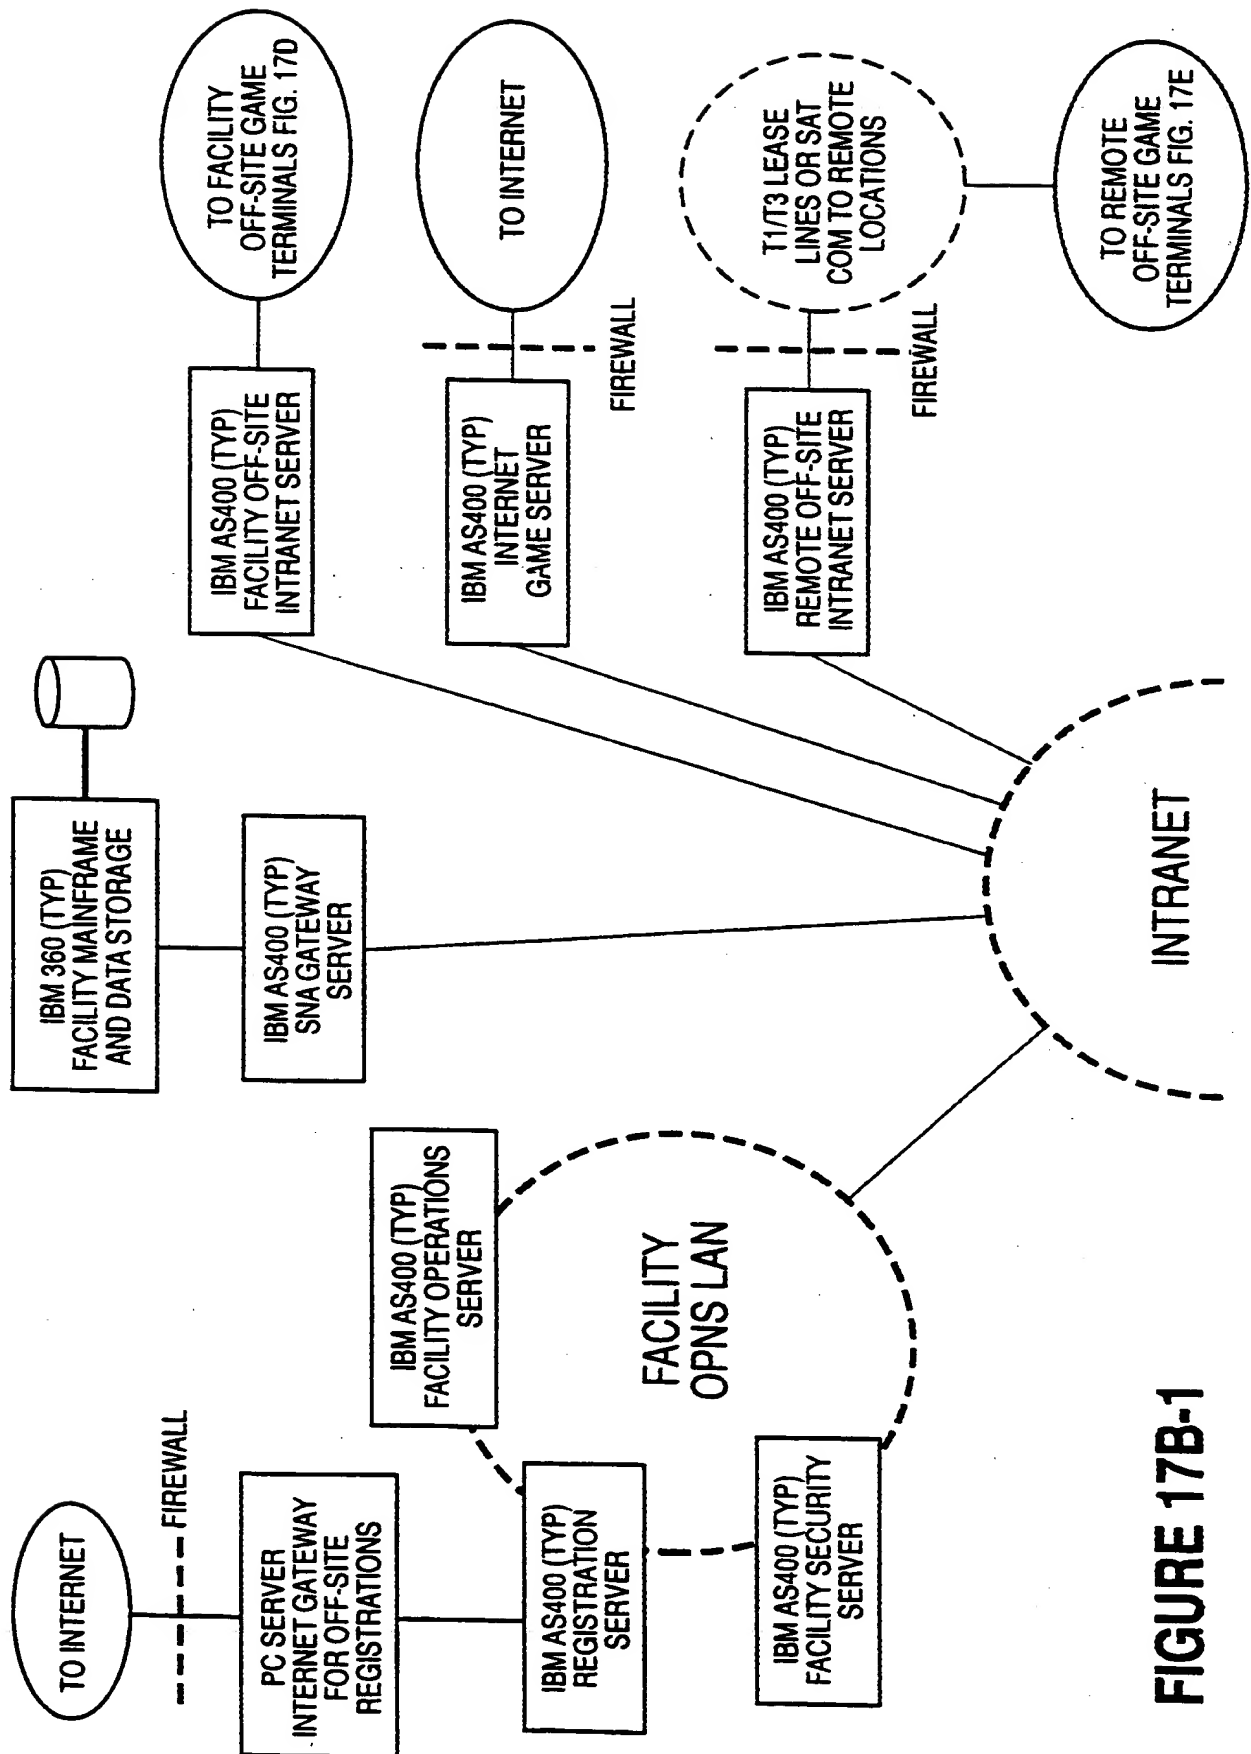 TO INTERNET
FIREWALL
PC SERVER
INTERNET GATEWAY
FOR OFF-SITE
REGISTRATIONS
IBM AS400 (TYP)
REGISTRATION
SERVER
IBM AS400 (TYP)
FACILITY SECURITY
SERVER
IBM AS400 (TYP)
FACILITY OPERATIONS
SERVER
FACILITY
OPNS LAN
IBM 360 (TYP)
FACILITY MAINFRAME
AND DATA STORAGE
IBM AS400 (TYP)
SNA GATEWAY
SERVER
INTRANET
IBM AS400 (TYP)
FACILITY OFF-SITE
INTRANET SERVER
TO FACILITY
OFF-SITE GAME
TERMINALS FIG. 17D
IBM AS400 (TYP)
INTERNET
GAME SERVER
FIREWALL
TO INTERNET
IBM AS400 (TYP)
REMOTE OFF-SITE
INTRANET SERVER
FIREWALL
T1/T3 LEASE
LINES OR SAT
COM TO REMOTE
LOCATIONS
TO REMOTE
OFF-SITE GAME
TERMINALS FIG. 17E
FIGURE 17B-1